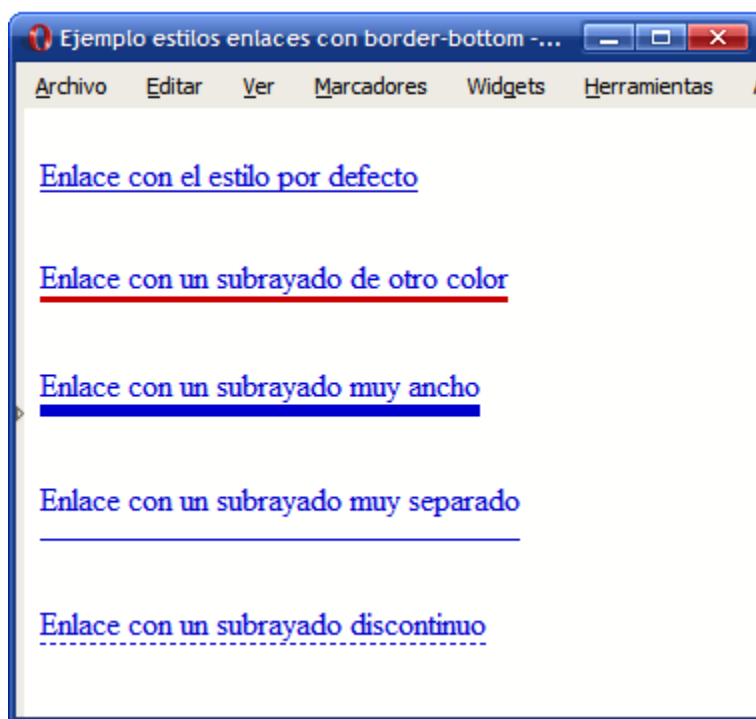 Ejemplo estilos enlaces con border-bottom -...
Archivo Editar Ver Marcadores Widgets Herramientas
Enlace con el estilo por defecto
Enlace con un subrayado de otro color
Enlace con un subrayado muy ancho
Enlace con un subrayado muy separado
Enlace con un subrayado discontinuo